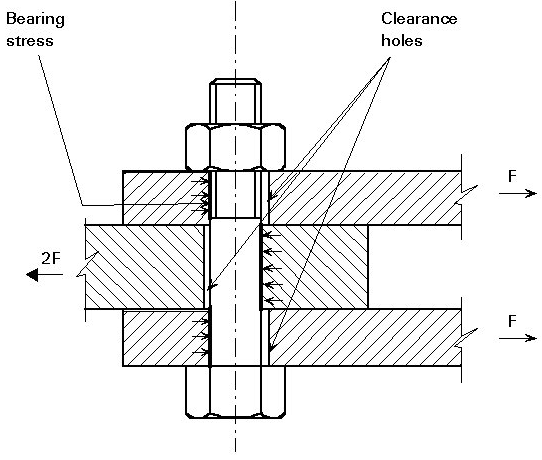 Bearing
stress
Clearance
holes
F
2F
F